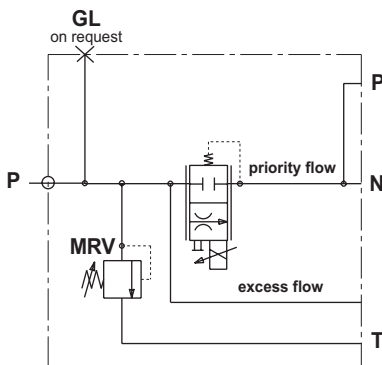 GL
on request
P
P
priority flow
N
MRV
excess flow
T